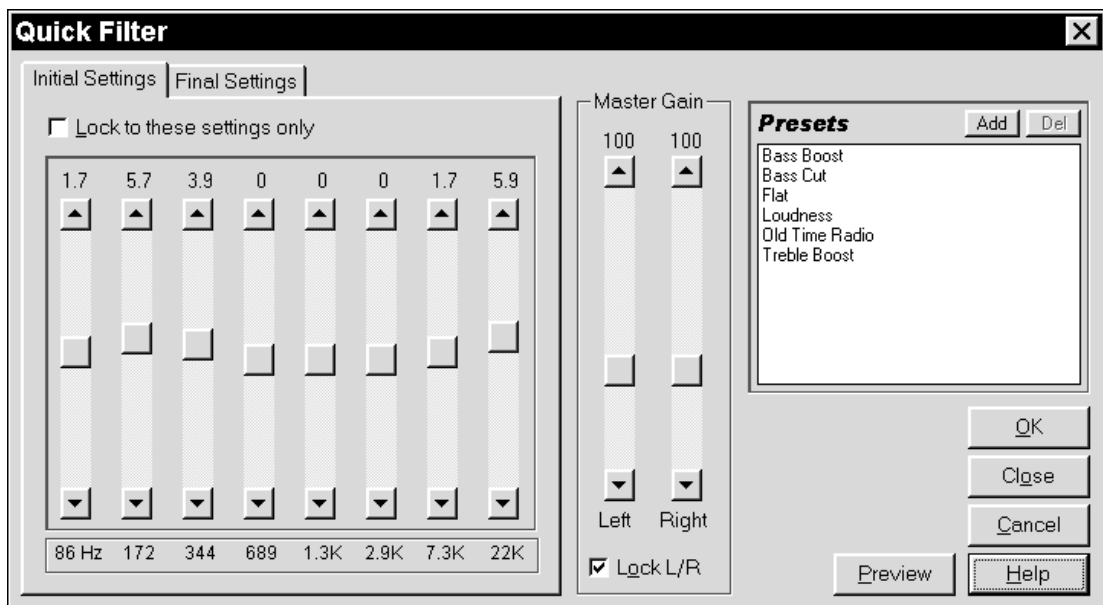 Quick Filter
Initial Settings
Final Settings
Lock to these settings only
1.7 5.7 3.9 0 0 0 1.7 5.9
86 Hz 172 344 689 1.3K 2.9K 7.3K 22K
Master Gain
100 100
Left Right
Lock L/R
Presets
Add
Del
Bass Boost
Bass Cut
Flat
Loudness
Old Time Radio
Treble Boost
OK
Close
Cancel
Preview
Help